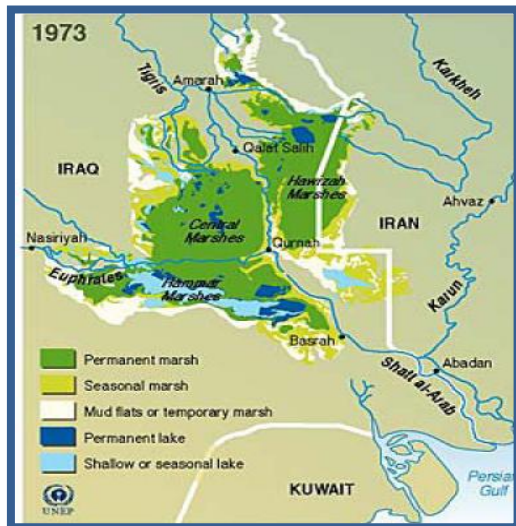 1973
Tigris
Amarah
Karkheh
Qalat Salih
IRAQ
Hawizah
Marshes
IRAN
Ahvaz
Central
Marshes
Nasiriyah
Qurnah
Euphrates
Hammar
Marshes
Karun
Basrah
Abadan
Shatt al-Arab
Permanent marsh
Seasonal marsh
Mud flats or temporary marsh
Permanent lake
Shallow or seasonal lake
UNEP
KUWAIT
Persian
Gulf